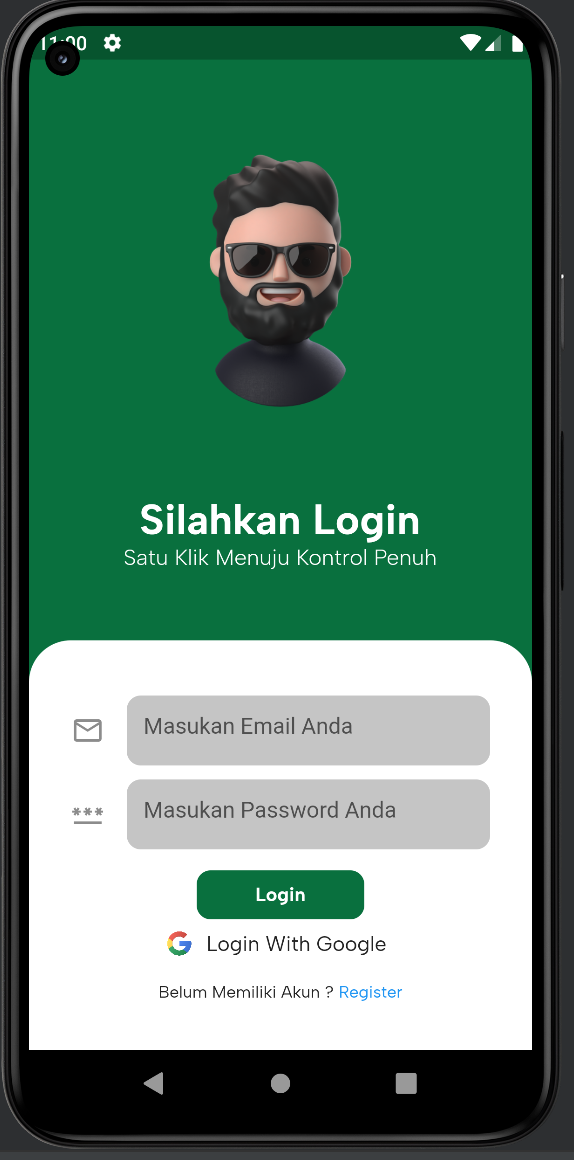 11:00
Silahkan Login
Satu Klik Menuju Kontrol Penuh
Masukan Email Anda
***
Masukan Password Anda
Login
Login With Google
Belum Memiliki Akun ? Register